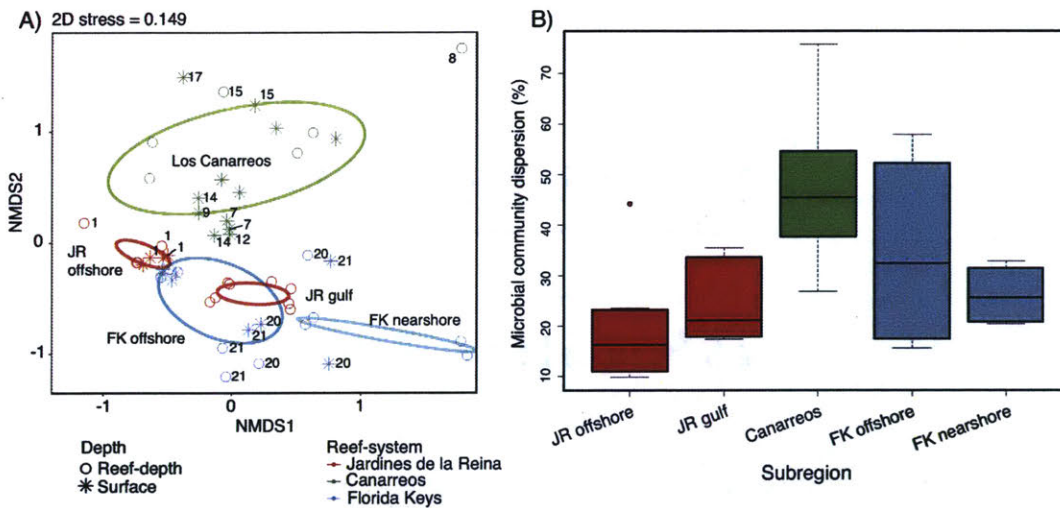 A) 2D stress = 0.149
NMDS2
1
0
-1
-1
0
1
NMDS1
17
15
15
8
Los Canarreos
14
9
7
7
14
12
1
1
1
JR
offshore
20
21
JR gulf
FK nearshore
FK offshore
20
21
21
20
20
21
Depth
Reef-depth
Surface
Reef-system
Jardines de la Reina
Canarreos
Florida Keys
B)
Microbial community dispersion (%)
70
60
50
40
30
20
10
JR offshore
JR gulf
Canarreos
FK offshore
FK nearshore
Subregion